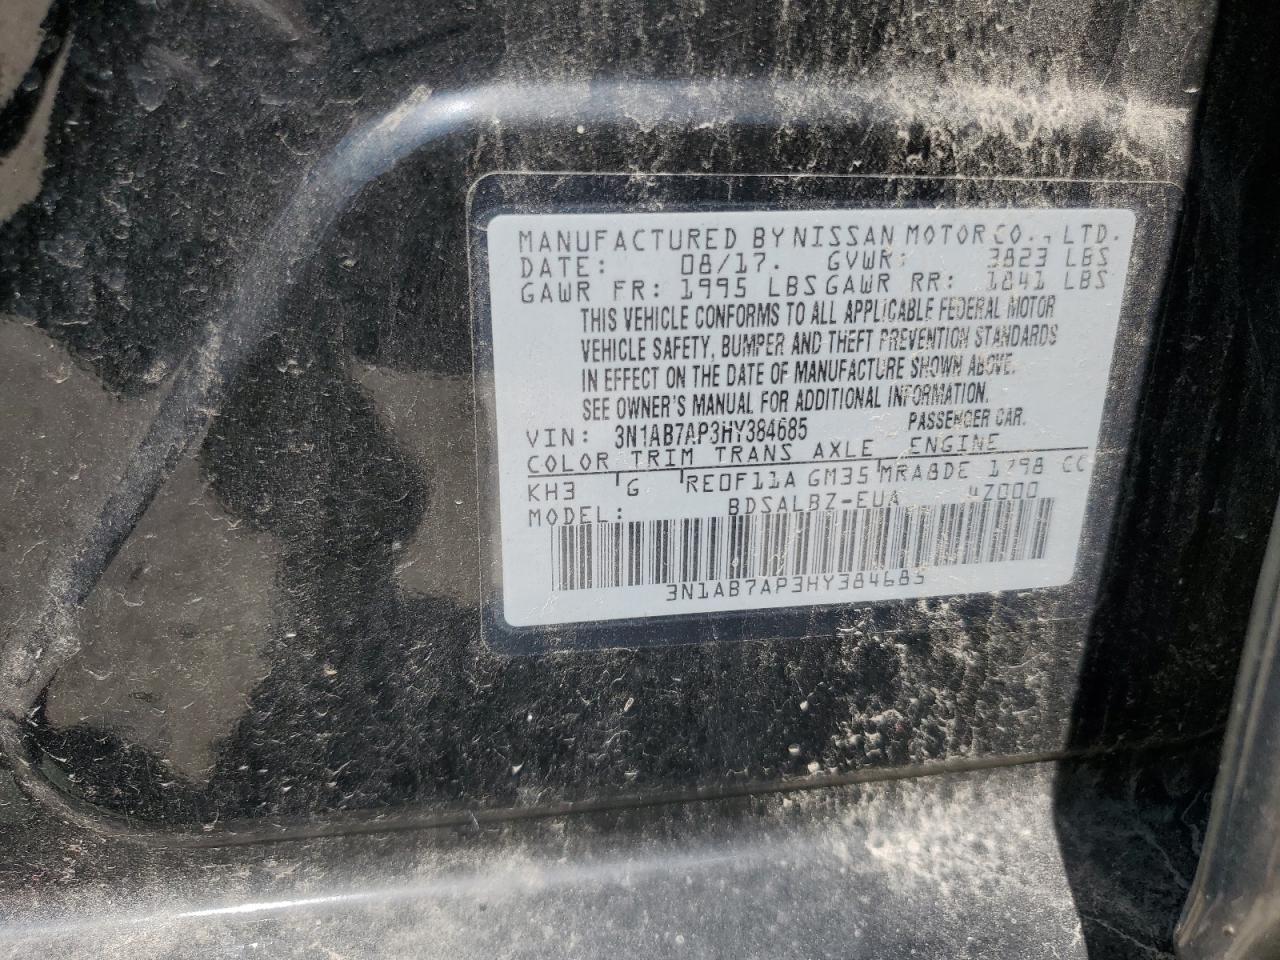 MANUFACTURED BY NISSAN MOTOR CO., LTD.
DATE: 08/17. GVWR: 3823 LBS
GAWR FR: 1995 LBS GAWR RR: 1841 LBS
THIS VEHICLE CONFORMS TO ALL APPLICABLE FEDERAL MOTOR
VEHICLE SAFETY, BUMPER AND THEFT PREVENTION STANDARDS
IN EFFECT ON THE DATE OF MANUFACTURE SHOWN ABOVE.
SEE OWNER'S MANUAL FOR ADDITIONAL INFORMATION.
VIN: 3N1AB7AP3HY384685 PASSENGER CAR.
COLOR TRIM TRANS AXLE ENGINE
KH3 G RE0F11A GM35 MRA8DE 1798 CC
MODEL: BDSALBZ-EUA 4Z000
3N1AB7AP3HY384685